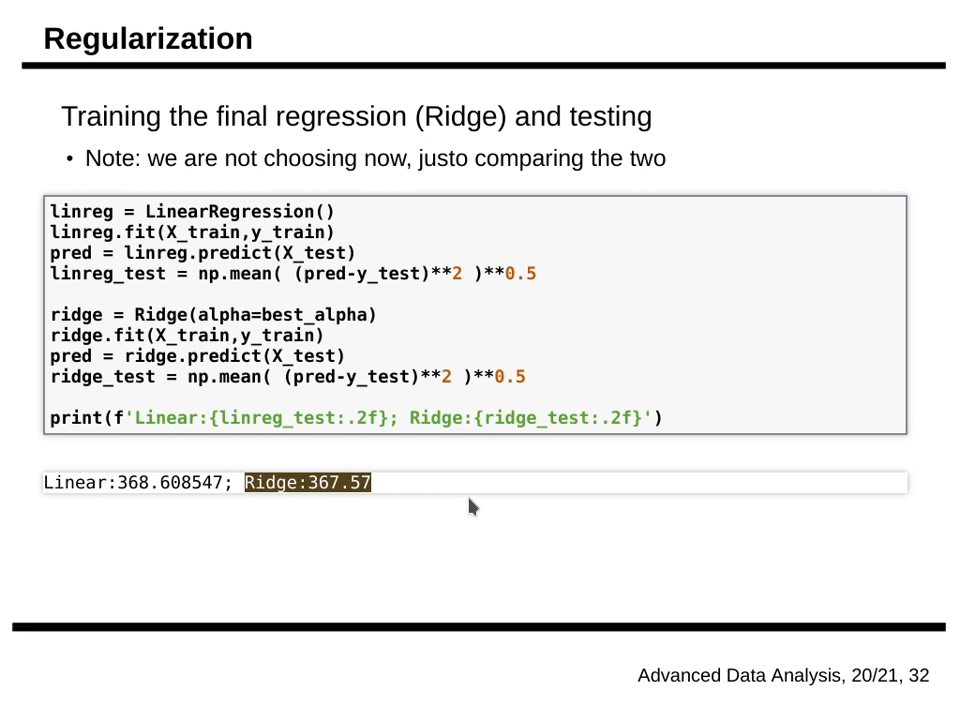 Regularization
Training the final regression (Ridge) and testing
• Note: we are not choosing now, justo comparing the two
linreg = LinearRegression()
linreg.fit(X_train,y_train)
pred = linreg.predict(X_test)
linreg_test = np.mean( (pred-y_test)**2 )**0.5
ridge = Ridge(alpha=best_alpha)
ridge.fit(X_train,y_train)
pred = ridge.predict(X_test)
ridge_test = np.mean( (pred-y_test)**2 )**0.5
print(f'Linear:{linreg_test:.2f}; Ridge:{ridge_test:.2f}')
Linear:368.608547; Ridge:367.57
Advanced Data Analysis, 20/21, 32